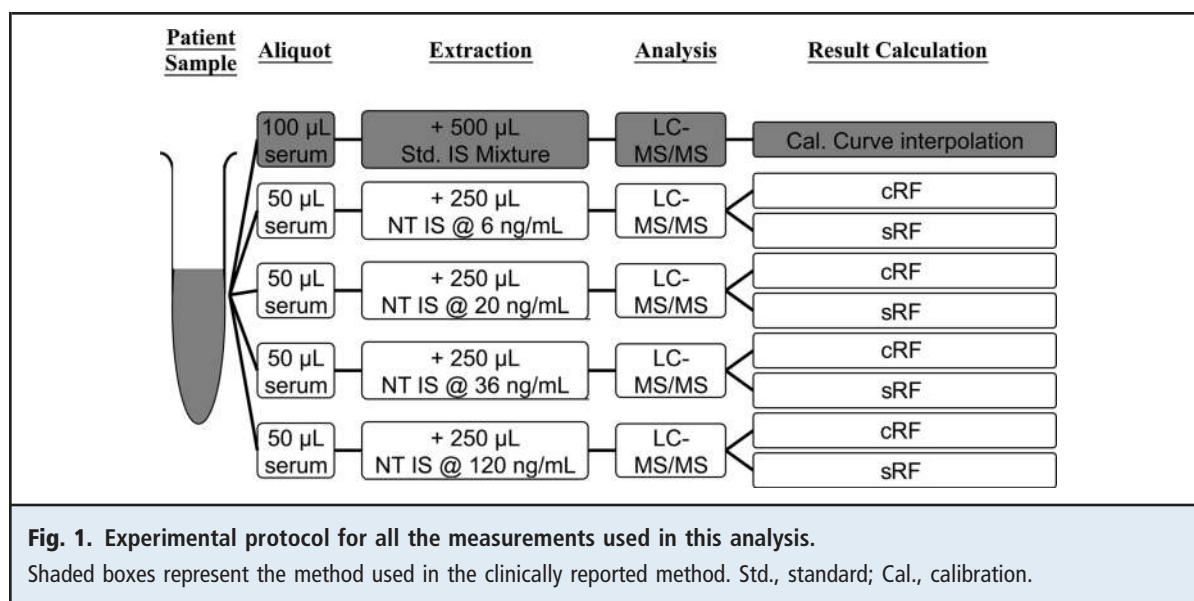 Patient Sample Aliquot Extraction Analysis Result Calculation
100 µL serum + 500 µL Std. IS Mixture LC-MS/MS Cal. Curve interpolation
50 µL serum + 250 µL NT IS @ 6 ng/mL LC-MS/MS cRF
sRF
50 µL serum + 250 µL NT IS @ 20 ng/mL LC-MS/MS cRF
sRF
50 µL serum + 250 µL NT IS @ 36 ng/mL LC-MS/MS cRF
sRF
50 µL serum + 250 µL NT IS @ 120 ng/mL LC-MS/MS cRF
sRF
Fig. 1. Experimental protocol for all the measurements used in this analysis.
Shaded boxes represent the method used in the clinically reported method. Std., standard; Cal., calibration.